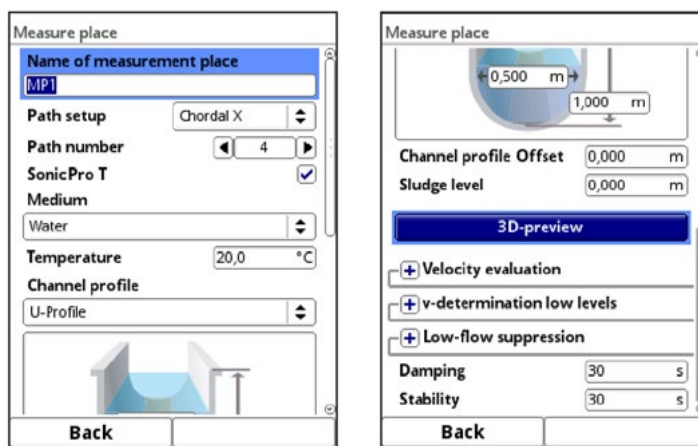 Measure place
Name of measurement place
MP1
Path setup Chordal X
Path number 4
SonicPro T
Medium
Water
Temperature 20,0 °C
Channel profile
U-Profile
Back
Measure place
0,500 m
1,000 m
Channel profile Offset 0,000 m
Sludge level 0,000 m
3D-preview
Velocity evaluation
v-determination low levels
Low-flow suppression
Damping 30 s
Stability 30 s
Back